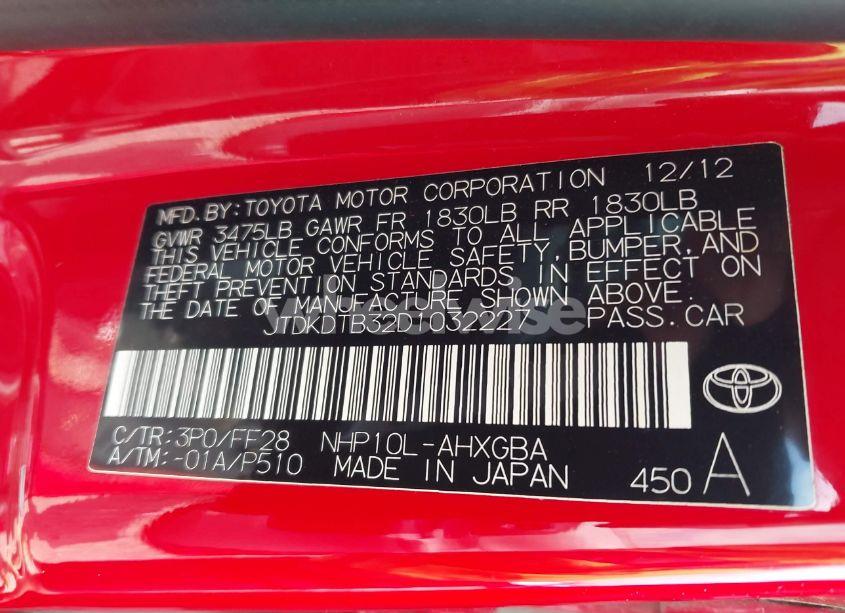 MFD. BY: TOYOTA MOTOR CORPORATION 12/12
GVWR 3475LB GAWR FR 1830LB RR 1830LB
THIS VEHICLE CONFORMS TO ALL APPLICABLE
FEDERAL MOTOR VEHICLE SAFETY, BUMPER, AND
THEFT PREVENTION STANDARDS IN EFFECT ON
THE DATE OF MANUFACTURE SHOWN ABOVE.
JTDKDTB32D1032227 PASS. CAR
C/TR: 3P0/FF28 NHP10L-AHXGBA
A/TM: -01A/P510 MADE IN JAPAN 450 A